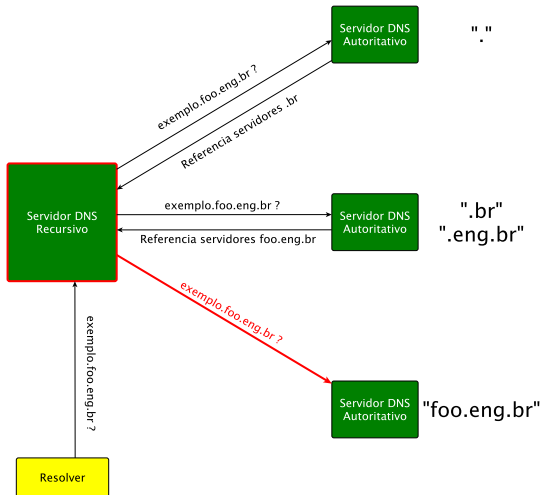 Servidor DNS
Autoritativo
"."
exemplo.foo.eng.br ?
Referencia servidores .br
Servidor DNS
Recursivo
exemplo.foo.eng.br ?
Referencia servidores foo.eng.br
Servidor DNS
Autoritativo
".br"
".eng.br"
exemplo.foo.eng.br ?
exemplo.foo.eng.br ?
Servidor DNS
Autoritativo
"foo.eng.br"
Resolver